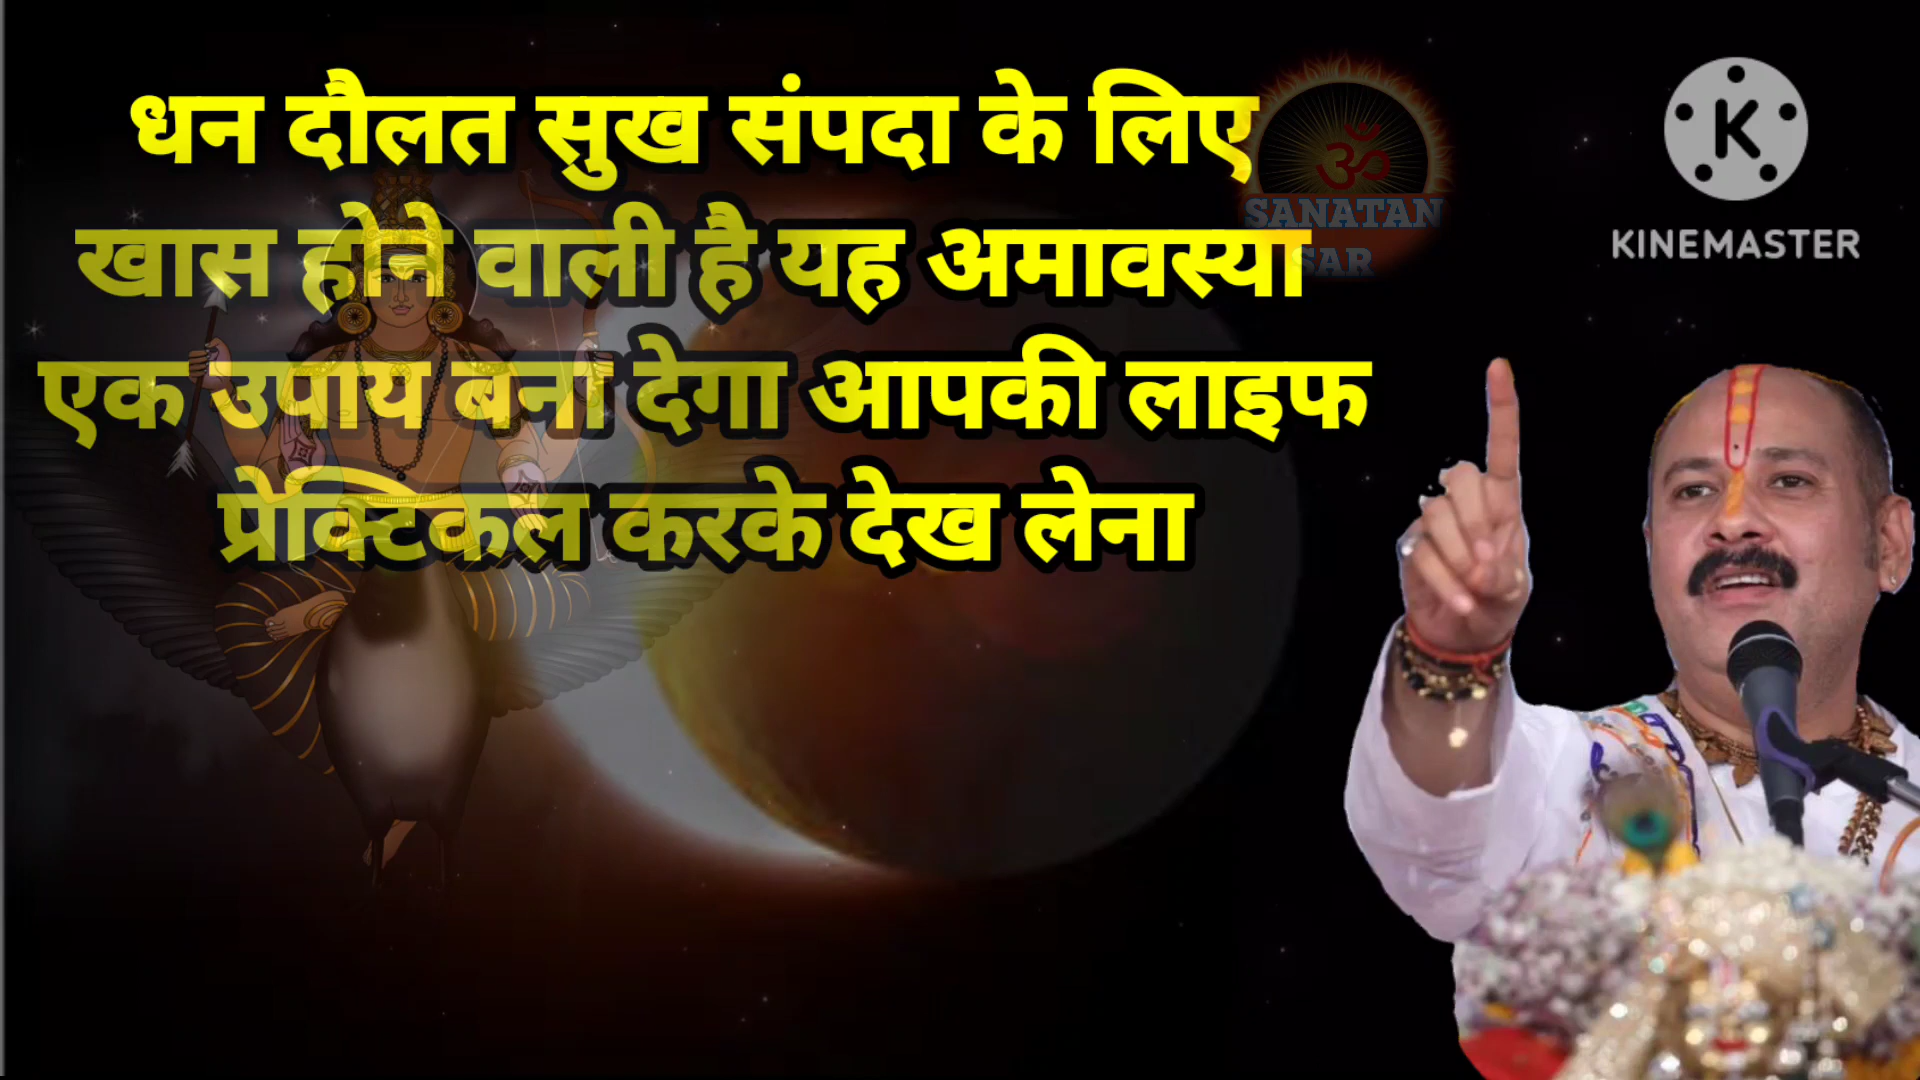 धन दौलत सुख संपदा के लिए
खास होने वाली है यह अमावस्या
एक उपाय बना देगा आपकी लाइफ
प्रेक्टिकल करके देख लेना
ॐ
SANATAN
SAR
K
KINEMASTER